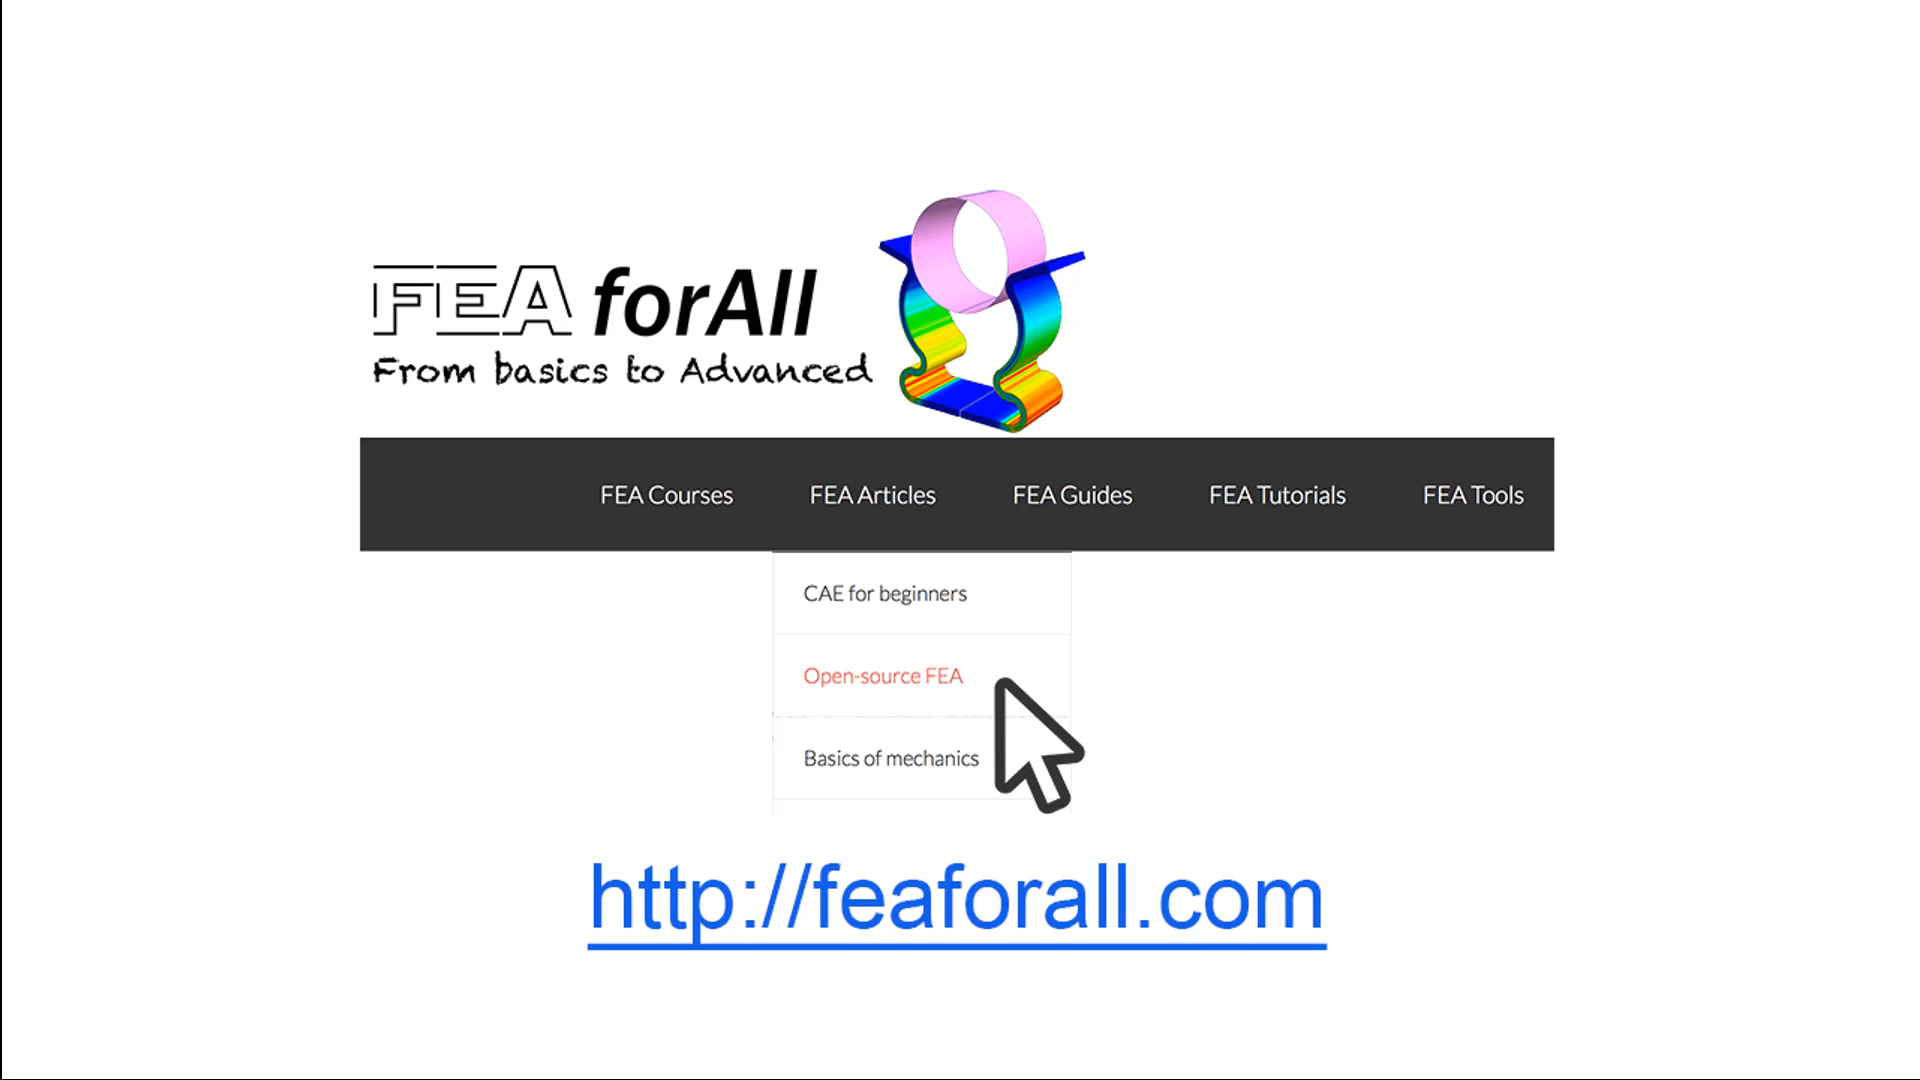 FEA forAll
From basics to Advanced
FEA Courses FEA Articles FEA Guides FEA Tutorials FEA Tools
CAE for beginners
Open-source FEA
Basics of mechanics
http://feaforall.com